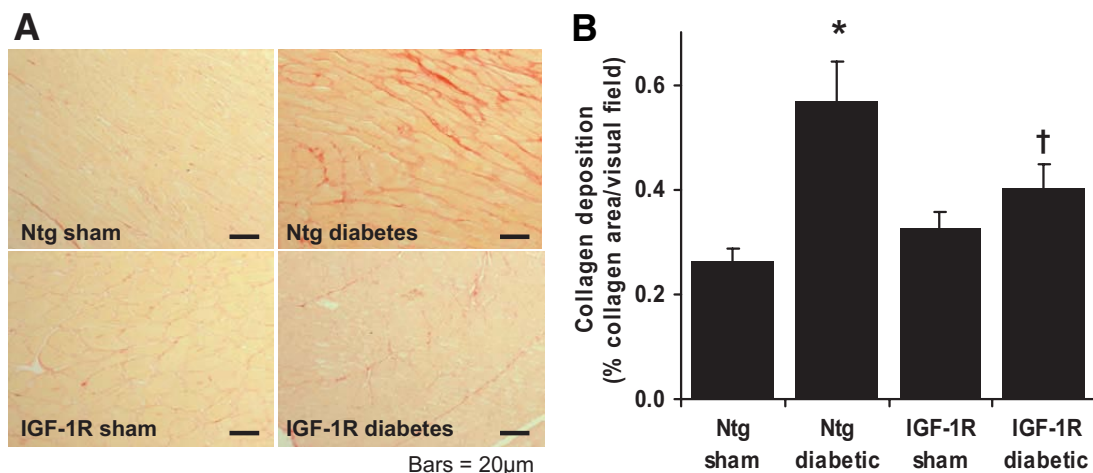 A
Ntg sham
Ntg diabetes
IGF-1R sham
IGF-1R diabetes
Bars = 20μm
B
Collagen deposition
(% collagen area/visual field)
0.6
0.4
0.2
0.0
*
†
Ntg
sham
Ntg
diabetic
IGF-1R
sham
IGF-1R
diabetic